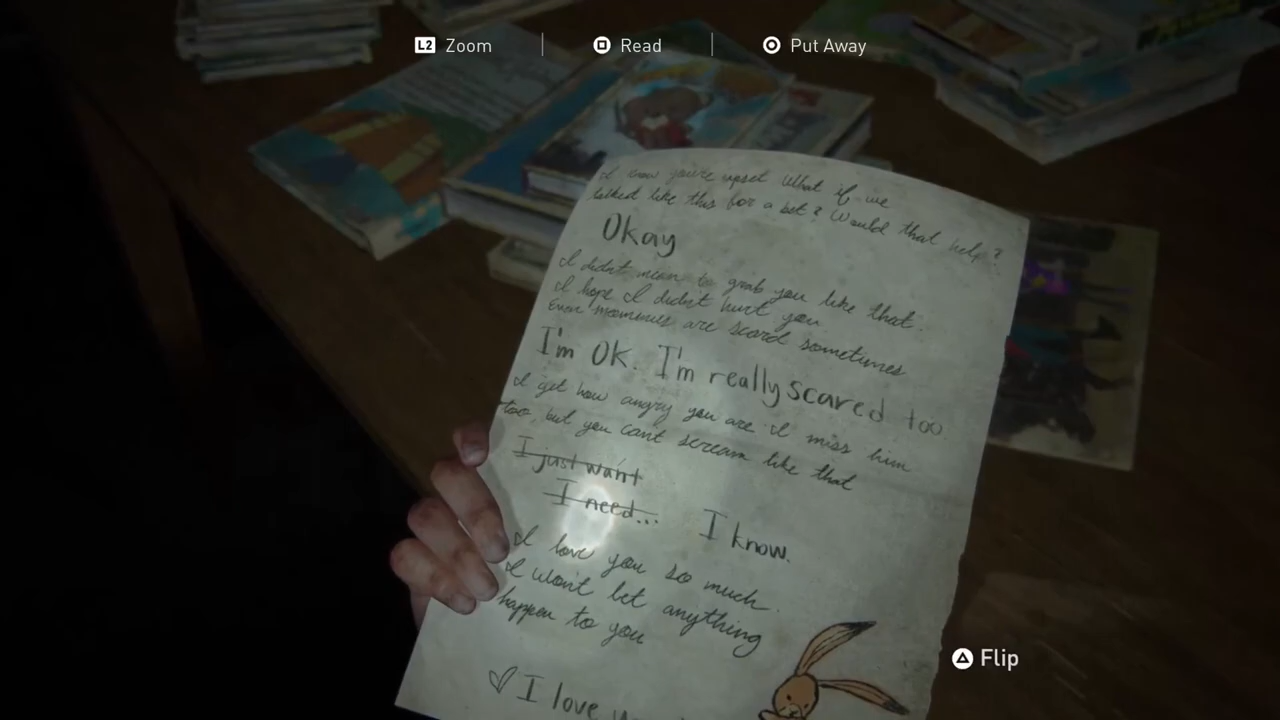 Zoom
Read
Put Away
I know you're upset What if we
talked like this for a bit? Would that help?
Okay
I didn't mean to grab you like that.
I hope I didn't hurt you
Even mommies are scared sometimes
I'm OK. I'm really scared too
I get how angry you are. I miss him
too, but you can't scream like that
I just want
I need...
I know.
I love you so much.
I won't let anything
happen to you
I love
Flip